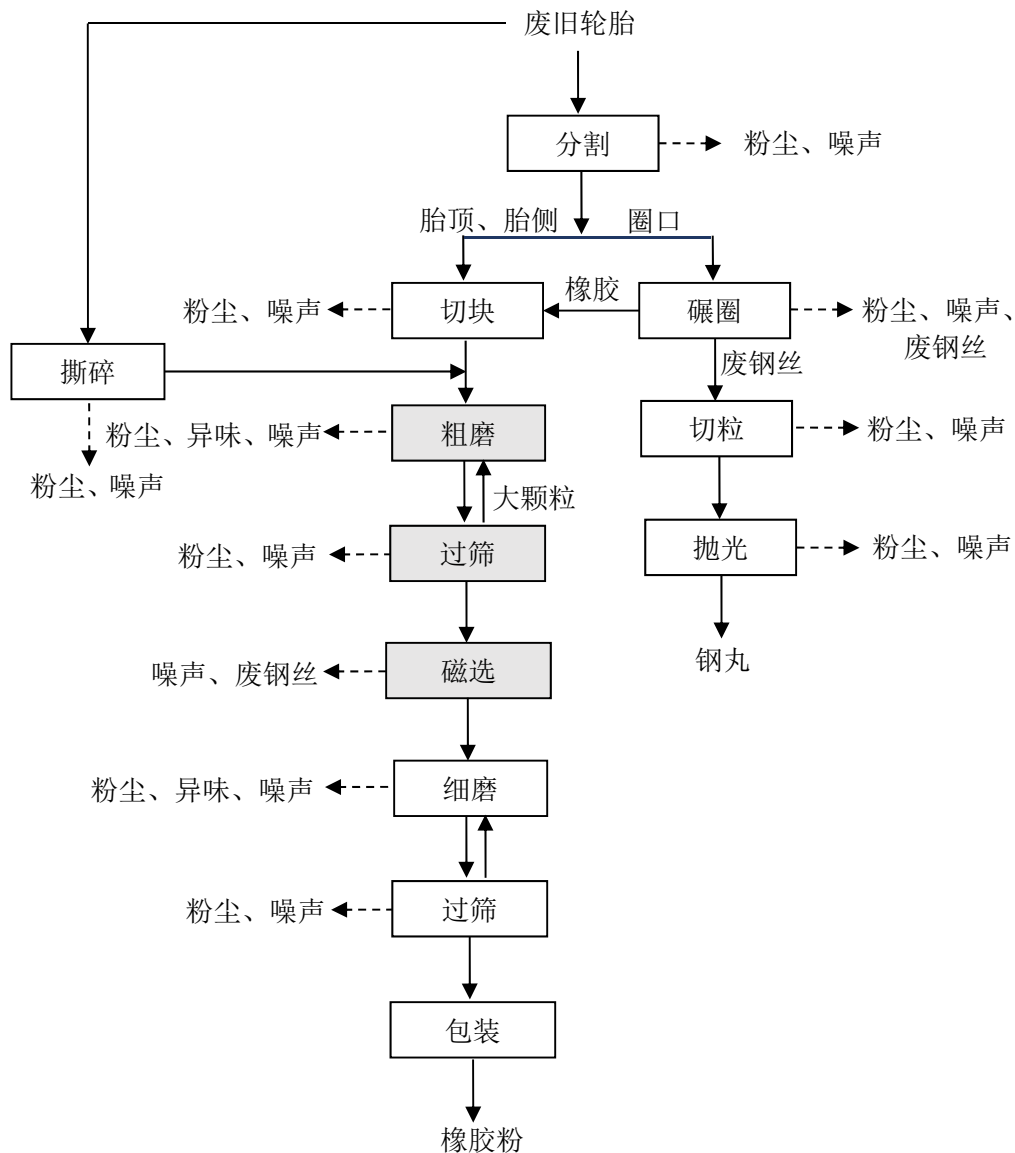 废旧轮胎
分割
粉尘、噪声
胎顶、胎侧
圈口
粉尘、噪声
切块
橡胶
碾圈
粉尘、噪声、
废钢丝
撕碎
废钢丝
粉尘、异味、噪声
粗磨
切粒
粉尘、噪声
粉尘、噪声
大颗粒
粉尘、噪声
过筛
抛光
粉尘、噪声
噪声、废钢丝
磁选
钢丸
粉尘、异味、噪声
细磨
粉尘、噪声
过筛
包装
橡胶粉